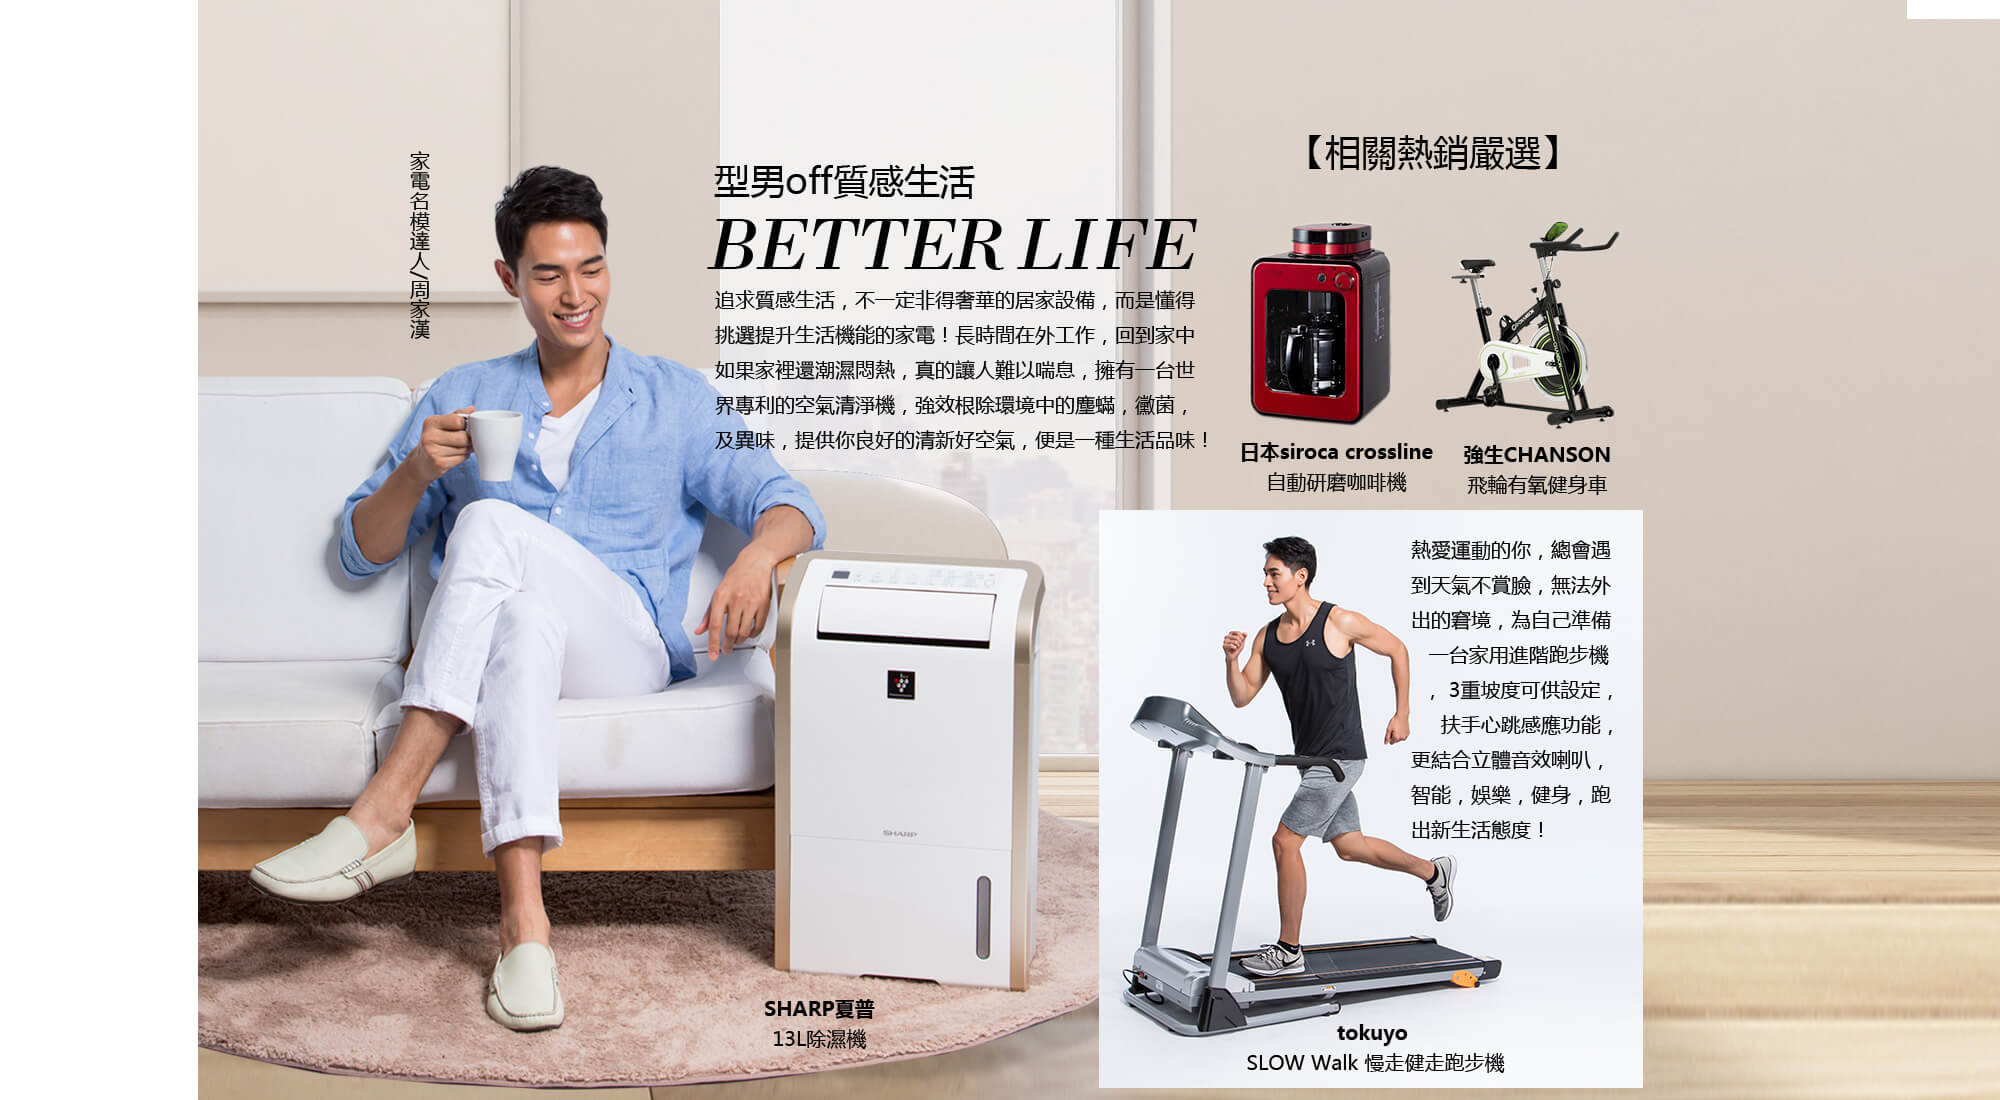 家電名模達人/周家漢
型男off質感生活
BETTER LIFE
追求質感生活，不一定非得奢華的居家設備，而是懂得
挑選提升生活機能的家電！長時間在外工作，回到家中
如果家裡還潮濕悶熱，真的讓人難以喘息，擁有一台世
界專利的空氣清淨機，強效根除環境中的塵蟎，黴菌，
及異味，提供你良好的清新好空氣，便是一種生活品味！
【相關熱銷嚴選】
日本siroca crossline
自動研磨咖啡機
強生CHANSON
飛輪有氧健身車
熱愛運動的你，總會遇
到天氣不賞臉，無法外
出的窘境，為自己準備
一台家用進階跑步機
，3重坡度可供設定，
扶手心跳感應功能，
更結合立體音效喇叭，
智能，娛樂，健身，跑
出新生活態度！
SHARP
SHARP夏普
13L除濕機
tokuyo
SLOW Walk 慢走健走跑步機